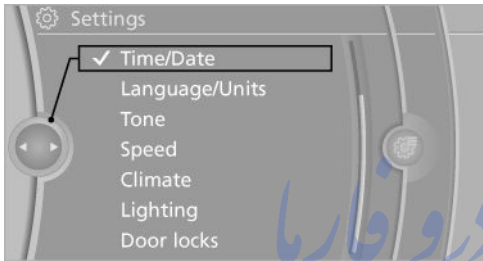 Settings
Time/Date
Language/Units
Tone
Speed
Climate
Lighting
Door locks